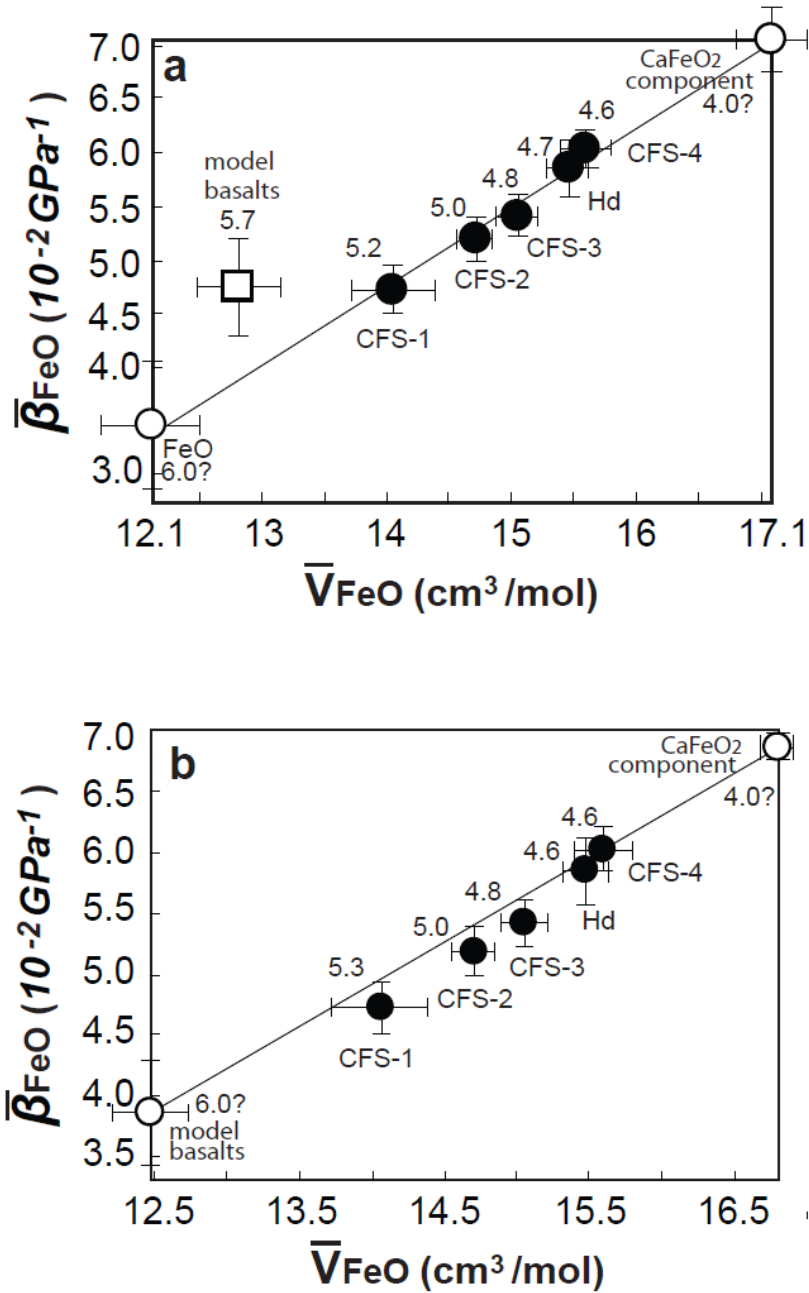 a
7.0
6.5
6.0
5.5
5.0
4.5
4.0
3.0
β̅FeO (10⁻² GPa⁻¹)
CaFeO2
component
4.0?
4.6
CFS-4
4.7
Hd
4.8
CFS-3
5.0
CFS-2
5.2
CFS-1
model
basalts
5.7
FeO
6.0?
12.1 13 14 15 16 17.1
V̅FeO (cm³/mol)
b
7.0
6.5
6.0
5.5
5.0
4.5
4.0
3.5
β̅FeO (10⁻² GPa⁻¹)
CaFeO2
component
4.0?
4.6
CFS-4
4.6
Hd
4.8
CFS-3
5.0
CFS-2
5.3
CFS-1
6.0?
model
basalts
12.5 13.5 14.5 15.5 16.5
V̅FeO (cm³/mol)